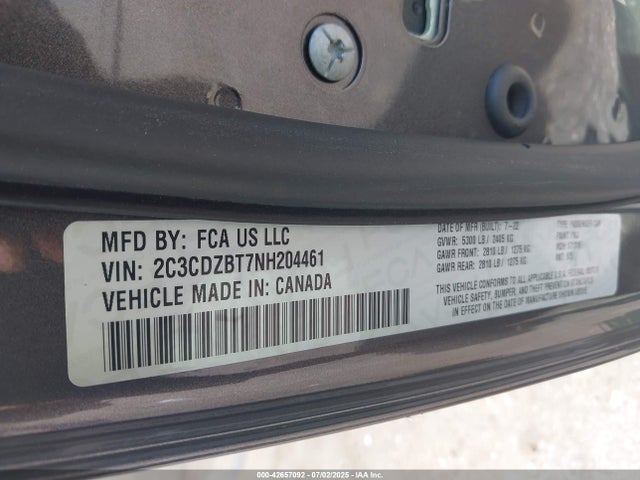 MFD BY: FCA US LLC
VIN: 2C3CDZBT7NH204461
VEHICLE MADE IN: CANADA
DATE OF MFR (BUILT): 7-22
GVWR: 5300 LB / 2405 KG
GAWR FRONT: 2810 LB / 1275 KG
GAWR REAR: 2810 LB / 1275 KG
TYPE: PASSENGER CAR
THIS VEHICLE CONFORMS TO ALL APPLICABLE U.S.A. FEDERAL MOTOR
VEHICLE SAFETY, BUMPER, AND THEFT PREVENTION STANDARDS
IN EFFECT ON THE DATE OF MANUFACTURE SHOWN ABOVE.
000-42657092 07/02/2025 IAA Inc.